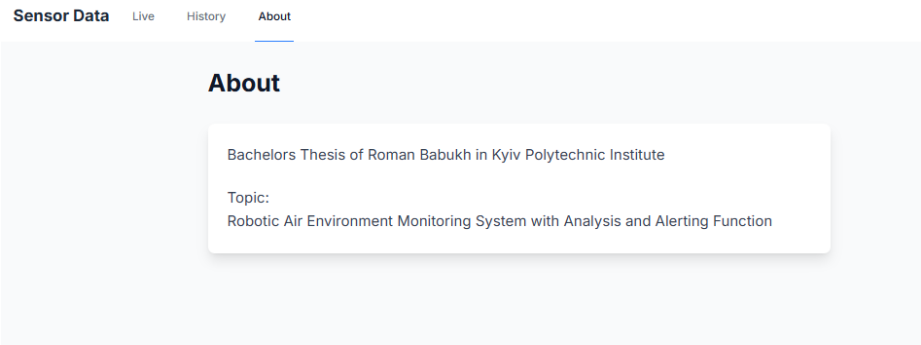 Sensor Data Live History About
About
Bachelors Thesis of Roman Babukh in Kyiv Polytechnic Institute
Topic:
Robotic Air Environment Monitoring System with Analysis and Alerting Function